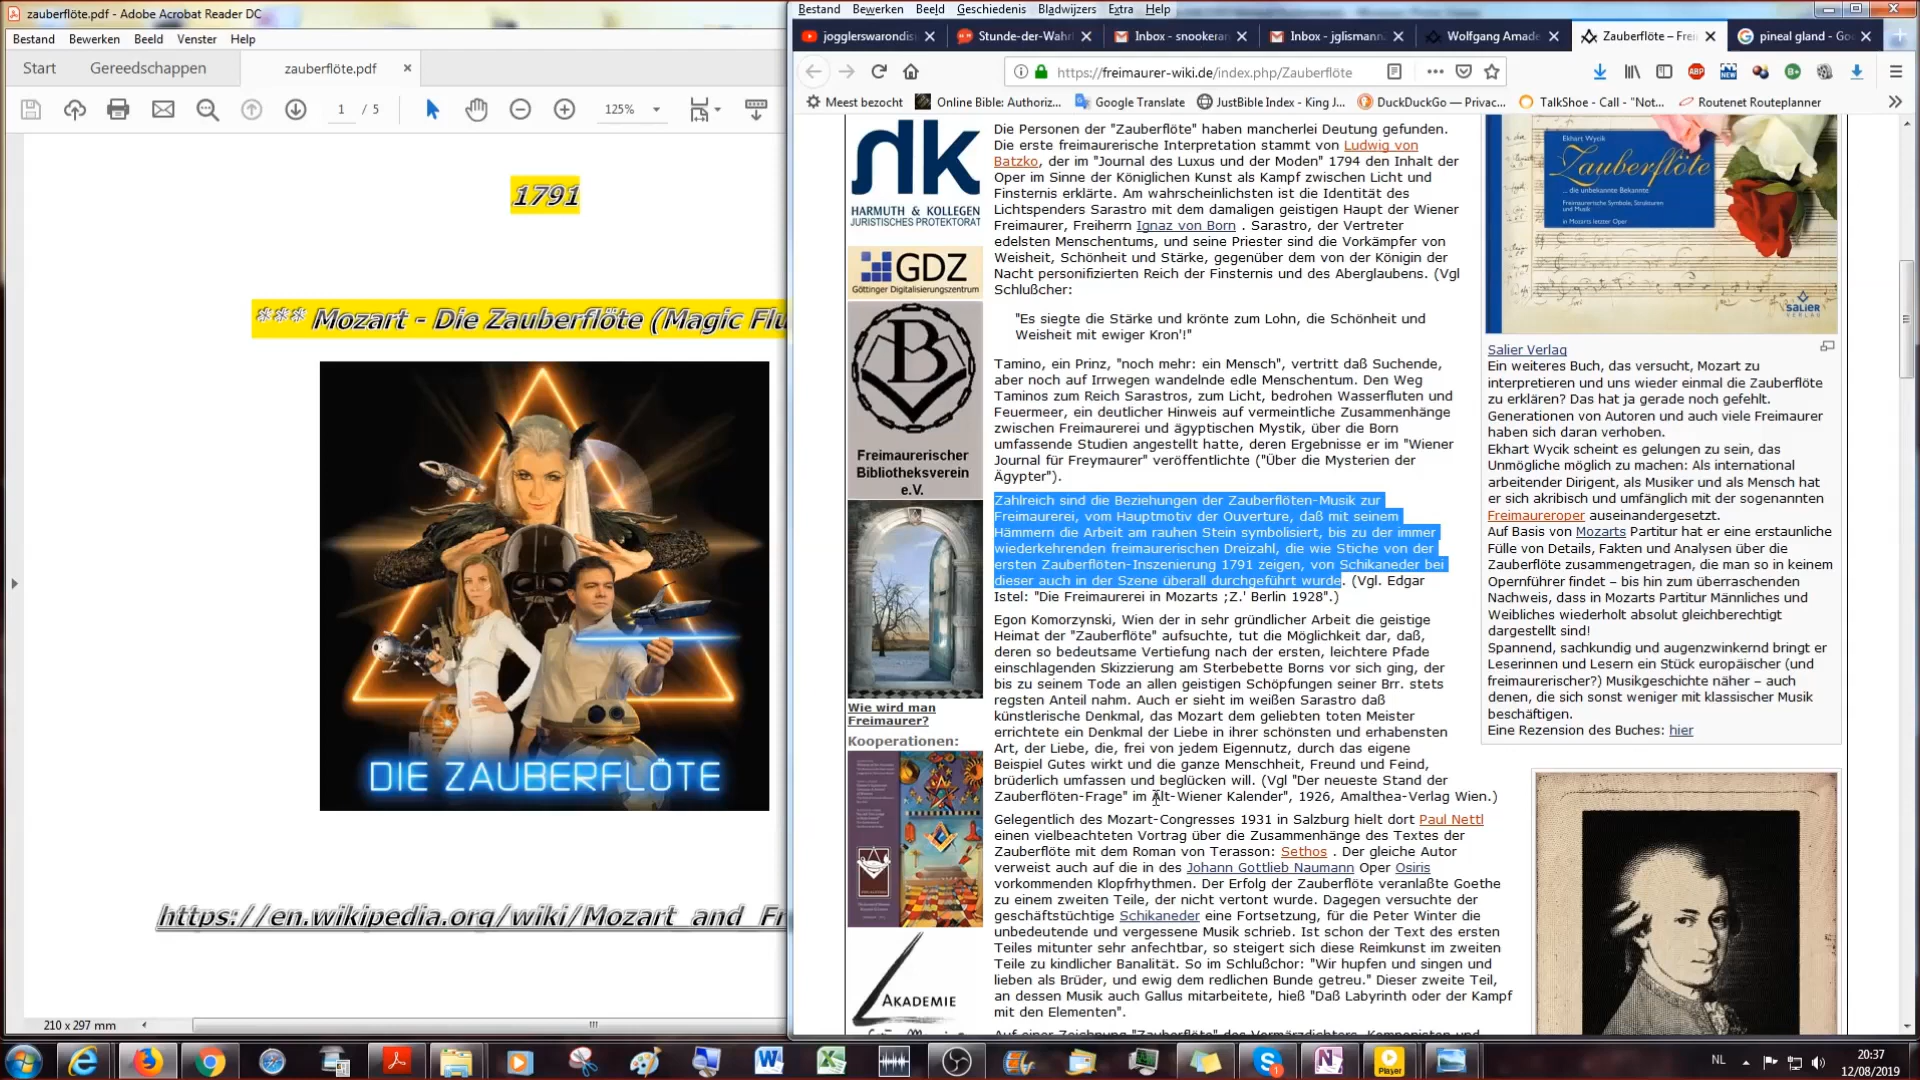 zauberflöte.pdf - Adobe Acrobat Reader DC
Bestand Bewerken Beeld Venster Help
Start Gereedschappen zauberflöte.pdf
1 / 5 125%
1791
*** Mozart - Die Zauberflöte (Magic Flu
DIE ZAUBERFLÖTE
https://en.wikipedia.org/wiki/Mozart_and_Fr
210 x 297 mm
Bestand Bewerken Beeld Geschiedenis Bladwijzers Extra Help
jogglerswarondis Stunde-der-Wahrl Inbox - snookeran Inbox - jglismann Wolfgang Amade Zauberflöte – Frei pineal gland - Goo
https://freimaurer-wiki.de/index.php/Zauberflöte
Meest bezocht Online Bible: Authoriz... Google Translate JustBible Index - King J... DuckDuckGo — Privac... TalkShoe - Call - "Not... Routenet Routeplanner
nk
HARMUTH & KOLLEGEN
JURISTISCHES PROTEKTORAT
GDZ
Göttinger Digitalisierungszentrum
B
Freimaurerischer
Bibliotheksverein
e.V.
Wie wird man
Freimaurer?
Kooperationen:
AKADEMIE
Die Personen der "Zauberflöte" haben mancherlei Deutung gefunden.
Die erste freimaurerische Interpretation stammt von Ludwig von
Batzko, der im "Journal des Luxus und der Moden" 1794 den Inhalt der
Oper im Sinne der Königlichen Kunst als Kampf zwischen Licht und
Finsternis erklärte. Am wahrscheinlichsten ist die Identität des
Lichtspenders Sarastro mit dem damaligen geistigen Haupt der Wiener
Freimaurer, Freiherrn Ignaz von Born . Sarastro, der Vertreter
edelsten Menschentums, und seine Priester sind die Vorkämpfer von
Weisheit, Schönheit und Stärke, gegenüber dem von der Königin der
Nacht personifizierten Reich der Finsternis und des Aberglaubens. (Vgl
Schlußcher:
"Es siegte die Stärke und krönte zum Lohn, die Schönheit und
Weisheit mit ewiger Kron'!"
Tamino, ein Prinz, "noch mehr: ein Mensch", vertritt daß Suchende,
aber noch auf Irrwegen wandelnde edle Menschentum. Den Weg
Taminos zum Reich Sarastros, zum Licht, bedrohen Wasserfluten und
Feuermeer, ein deutlicher Hinweis auf vermeintliche Zusammenhänge
zwischen Freimaurerei und ägyptischen Mystik, über die Born
umfassende Studien angestellt hatte, deren Ergebnisse er im "Wiener
Journal für Freymaurer" veröffentlichte ("Über die Mysterien der
Ägypter").
Zahlreich sind die Beziehungen der Zauberflöten-Musik zur
Freimaurerei, vom Hauptmotiv der Ouverture, daß mit seinem
Hämmern die Arbeit am rauhen Stein symbolisiert, bis zu der immer
wiederkehrenden freimaurerischen Dreizahl, die wie Stiche von der
ersten Zauberflöten-Inszenierung 1791 zeigen, von Schikaneder bei
dieser auch in der Szene überall durchgeführt wurde. (Vgl. Edgar
Istel: "Die Freimaurerei in Mozarts ;Z.' Berlin 1928".)
Egon Komorzynski, Wien der in sehr gründlicher Arbeit die geistige
Heimat der "Zauberflöte" aufsuchte, tut die Möglichkeit dar, daß,
deren so bedeutsame Vertiefung nach der ersten, leichtere Pfade
einschlagenden Skizzierung am Sterbebette Borns vor sich ging, der
bis zu seinem Tode an allen geistigen Schöpfungen seiner Brr. stets
regsten Anteil nahm. Auch er sieht im weißen Sarastro daß
künstlerische Denkmal, das Mozart dem geliebten toten Meister
errichtete ein Denkmal der Liebe in ihrer schönsten und erhabensten
Art, der Liebe, die, frei von jedem Eigennutz, durch das eigene
Beispiel Gutes wirkt und die ganze Menschheit, Freund und Feind,
brüderlich umfassen und beglücken will. (Vgl "Der neueste Stand der
Zauberflöten-Frage" im Alt-Wiener Kalender", 1926, Amalthea-Verlag Wien.)
Gelegentlich des Mozart-Congresses 1931 in Salzburg hielt dort Paul Nettl
einen vielbeachteten Vortrag über die Zusammenhänge des Textes der
Zauberflöte mit dem Roman von Terasson: Sethos . Der gleiche Autor
verweist auch auf die in des Johann Gottlieb Naumann Oper Osiris
vorkommenden Klopfrhythmen. Der Erfolg der Zauberflöte veranlaßte Goethe
zu einem zweiten Teile, der nicht vertont wurde. Dagegen versuchte der
geschäftstüchtige Schikaneder eine Fortsetzung, für die Peter Winter die
unbedeutende und vergessene Musik schrieb. Ist schon der Text des ersten
Teiles mitunter sehr anfechtbar, so steigert sich diese Reimkunst im zweiten
Teile zu kindlicher Banalität. So im Schlußchor: "Wir hupfen und singen und
lieben als Brüder, und ewig dem redlichen Bunde getreu." Dieser zweite Teil,
an dessen Musik auch Gallus mitarbeitete, hieß "Daß Labyrinth oder der Kampf
mit den Elementen".
Auf einer Zeichnung "Zauberflöte" des Vormärzdichters, Komponisten und
Ekhart Wycik
Zauberflöte
... die unbekannte Bekannte
Freimaurerische Symbole, Strukturen
und Musik
in Mozarts letzter Oper
SALIER
VERLAG
Salier Verlag
Ein weiteres Buch, das versucht, Mozart zu
interpretieren und uns wieder einmal die Zauberflöte
zu erklären? Das hat ja gerade noch gefehlt.
Generationen von Autoren und auch viele Freimaurer
haben sich daran verhoben.
Ekhart Wycik scheint es gelungen zu sein, das
Unmögliche möglich zu machen: Als international
arbeitender Dirigent, als Musiker und als Mensch hat
er sich akribisch und umfänglich mit der sogenannten
Freimaureroper auseinandergesetzt.
Auf Basis von Mozarts Partitur hat er eine erstaunliche
Fülle von Details, Fakten und Analysen über die
Zauberflöte zusammengetragen, die man so in keinem
Opernführer findet – bis hin zum überraschenden
Nachweis, dass in Mozarts Partitur Männliches und
Weibliches wiederholt absolut gleichberechtigt
dargestellt sind!
Spannend, sachkundig und augenzwinkernd bringt er
Leserinnen und Lesern ein Stück europäischer (und
freimaurerischer?) Musikgeschichte näher – auch
denen, die sich sonst weniger mit klassischer Musik
beschäftigen.
Eine Rezension des Buches: hier
NL
20:37
12/08/2019